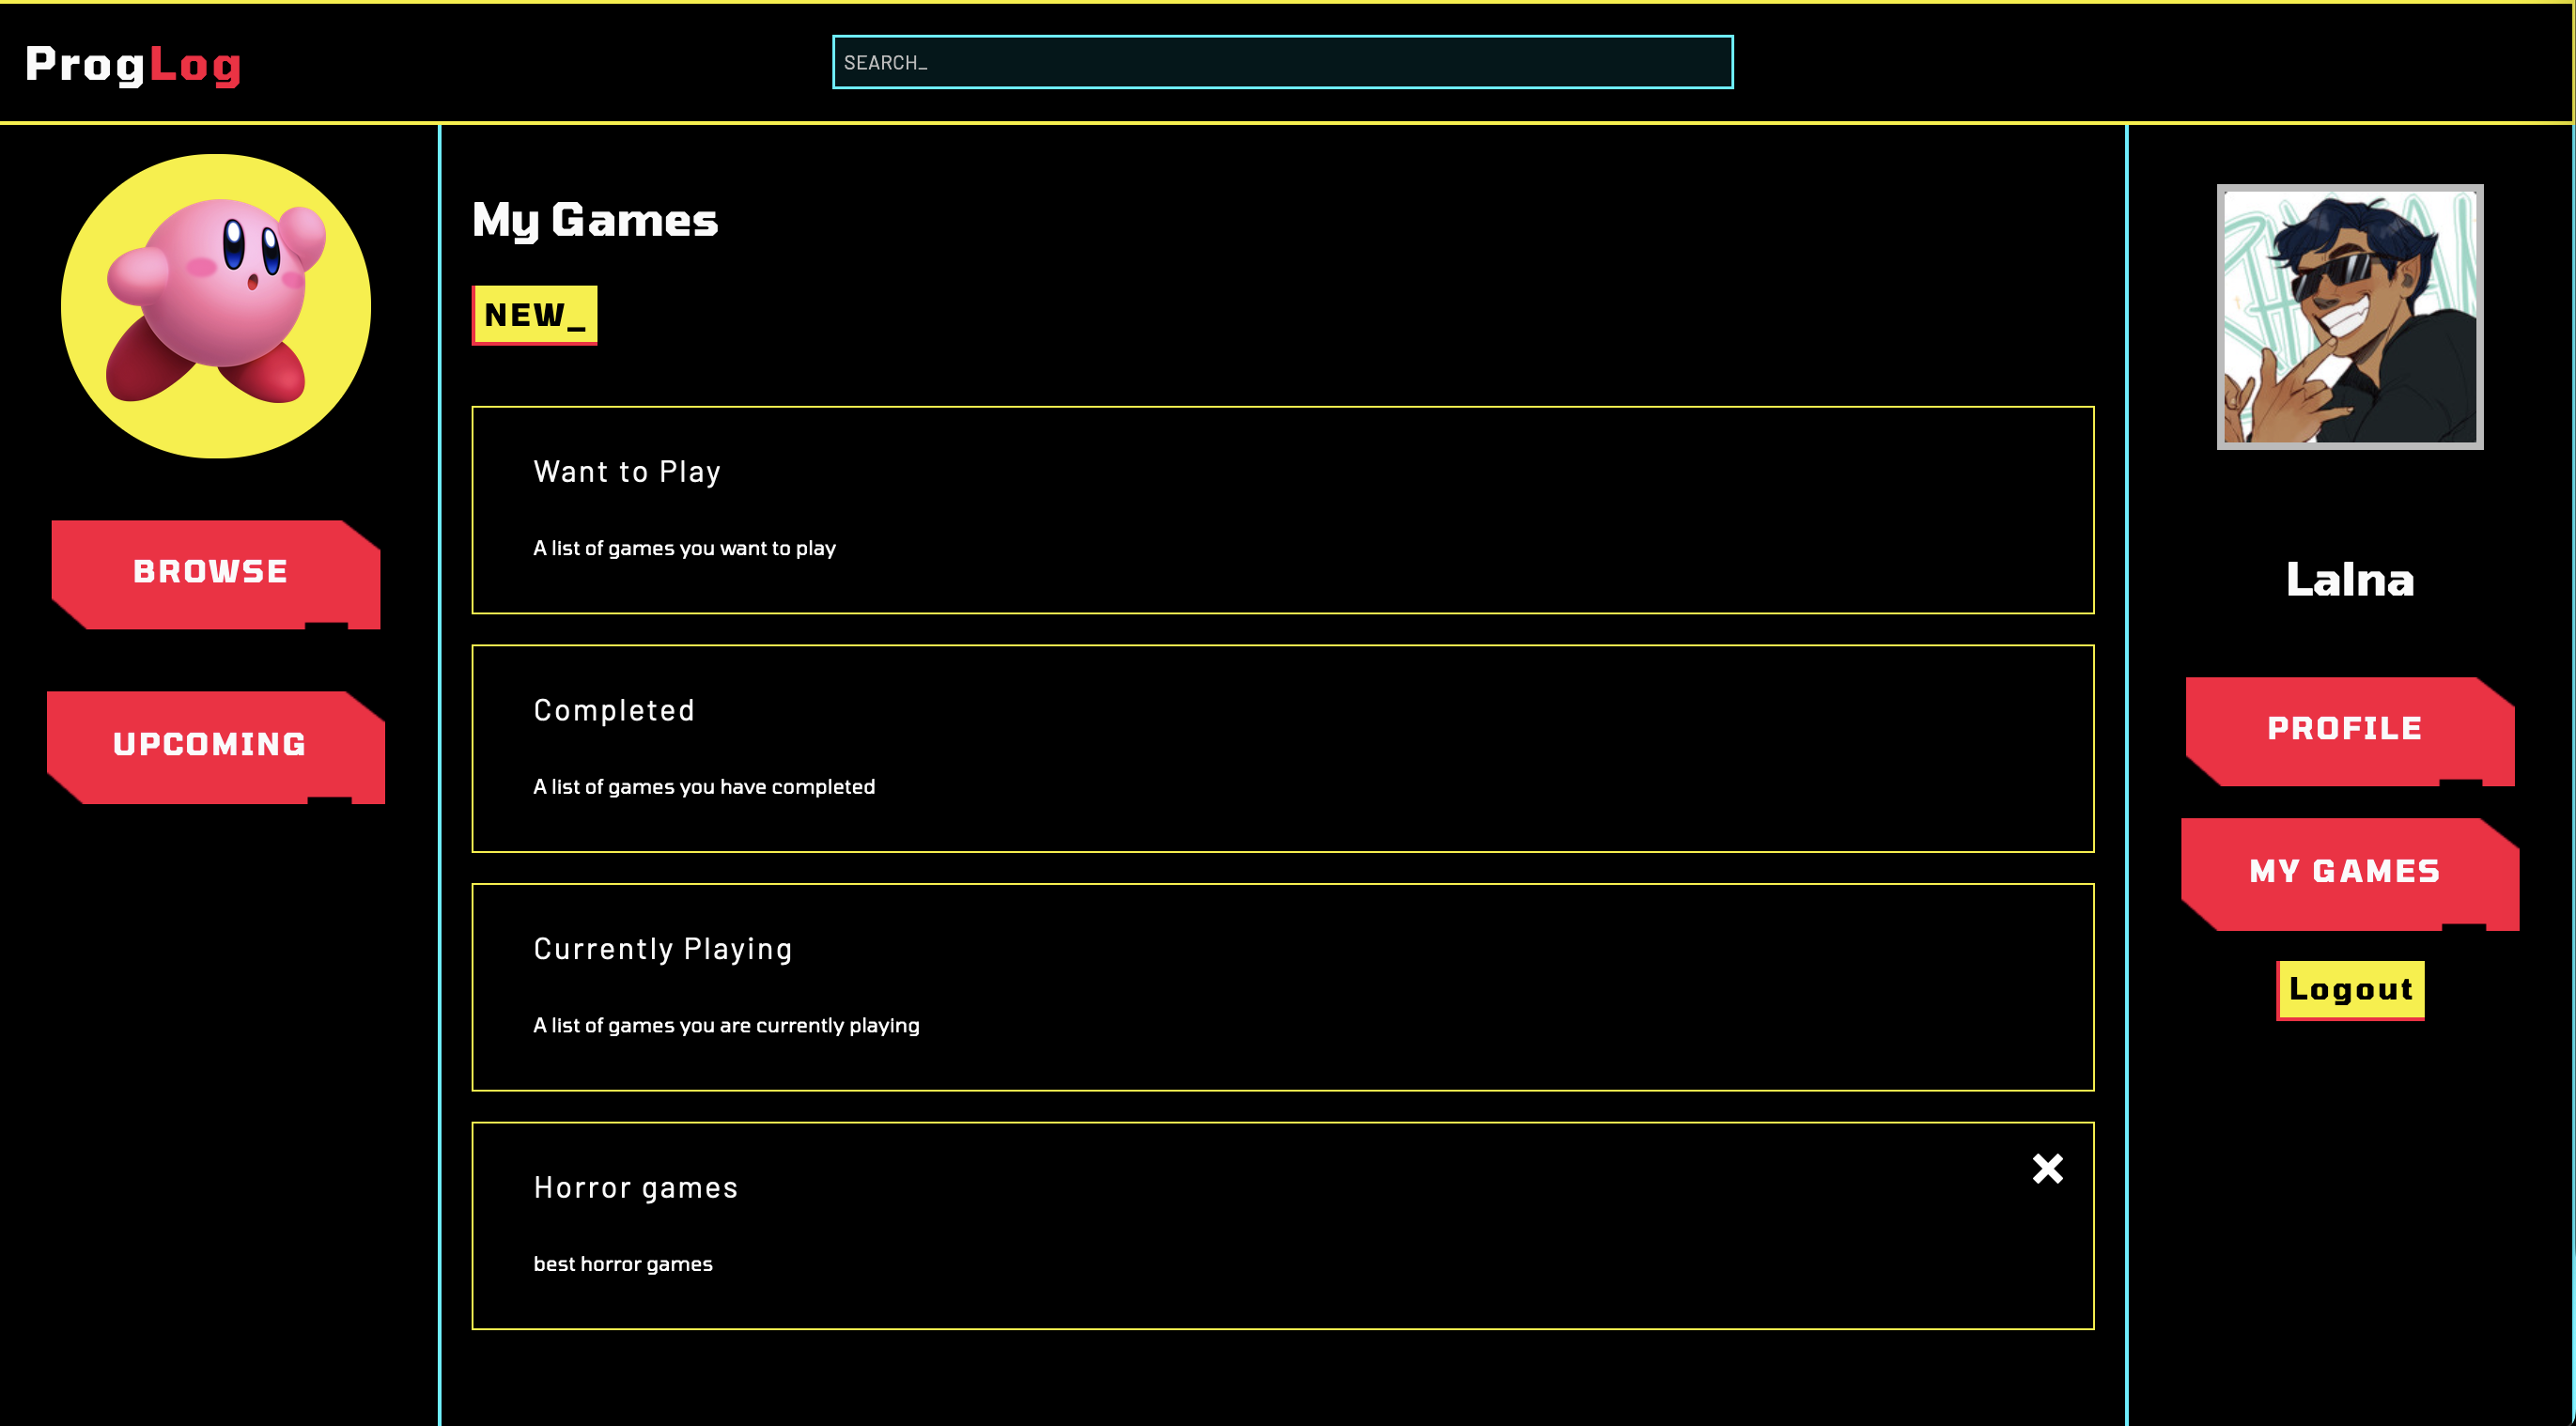 ProgLog
SEARCH_
BROWSE
UPCOMING
My Games
NEW_
Want to Play
A list of games you want to play
Completed
A list of games you have completed
Currently Playing
A list of games you are currently playing
Horror games
best horror games
Lalna
PROFILE
MY GAMES
Logout